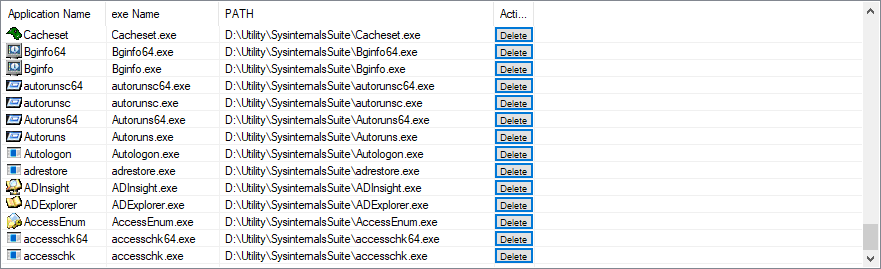 Application Name exe Name PATH Acti...
Cacheset Cacheset.exe D:\Utility\SysinternalsSuite\Cacheset.exe Delete
Bginfo64 Bginfo64.exe D:\Utility\SysinternalsSuite\Bginfo64.exe Delete
Bginfo Bginfo.exe D:\Utility\SysinternalsSuite\Bginfo.exe Delete
autorunsc64 autorunsc64.exe D:\Utility\SysinternalsSuite\autorunsc64.exe Delete
autorunsc autorunsc.exe D:\Utility\SysinternalsSuite\autorunsc.exe Delete
Autoruns64 Autoruns64.exe D:\Utility\SysinternalsSuite\Autoruns64.exe Delete
Autoruns Autoruns.exe D:\Utility\SysinternalsSuite\Autoruns.exe Delete
Autologon Autologon.exe D:\Utility\SysinternalsSuite\Autologon.exe Delete
adrestore adrestore.exe D:\Utility\SysinternalsSuite\adrestore.exe Delete
ADInsight ADInsight.exe D:\Utility\SysinternalsSuite\ADInsight.exe Delete
ADExplorer ADExplorer.exe D:\Utility\SysinternalsSuite\ADExplorer.exe Delete
AccessEnum AccessEnum.exe D:\Utility\SysinternalsSuite\AccessEnum.exe Delete
accesschk64 accesschk64.exe D:\Utility\SysinternalsSuite\accesschk64.exe Delete
accesschk accesschk.exe D:\Utility\SysinternalsSuite\accesschk.exe Delete